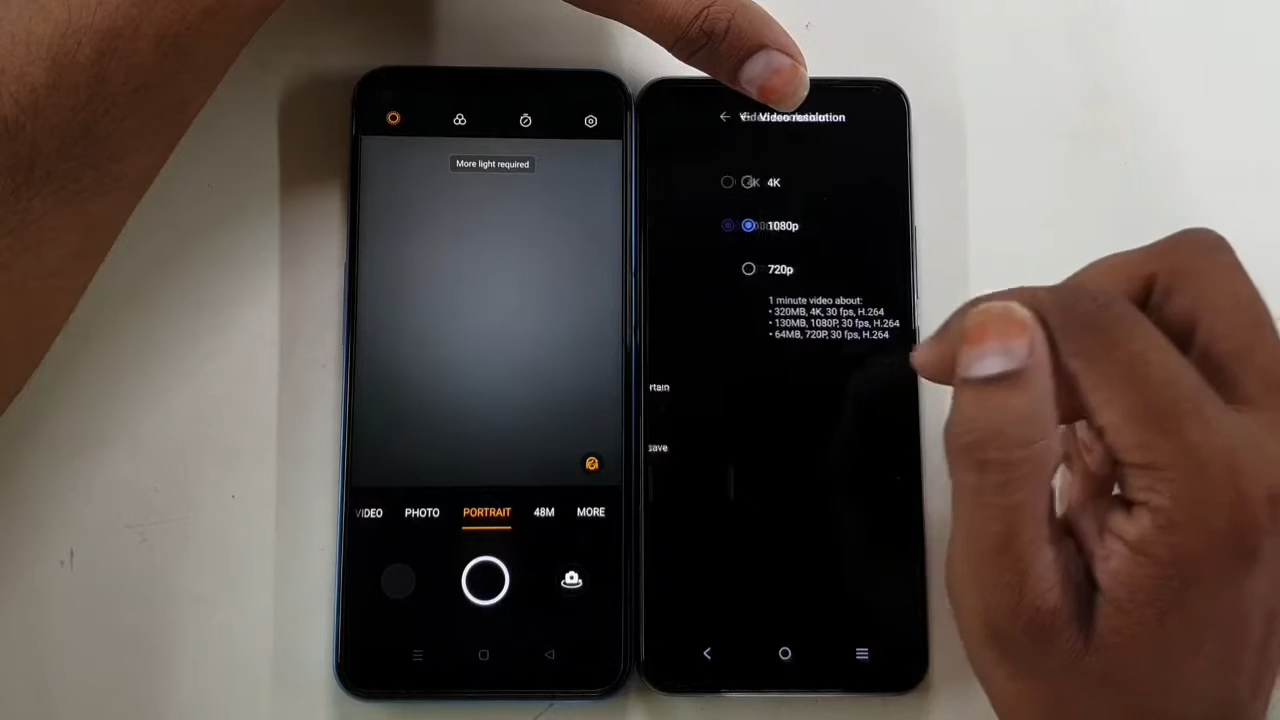 More light required
VIDEO PHOTO PORTRAIT 48M MORE
Video resolution
4K
1080p
720p
1 minute video about:
• 320MB, 4K, 30 fps, H.264
• 130MB, 1080P, 30 fps, H.264
• 64MB, 720P, 30 fps, H.264
rtain
save